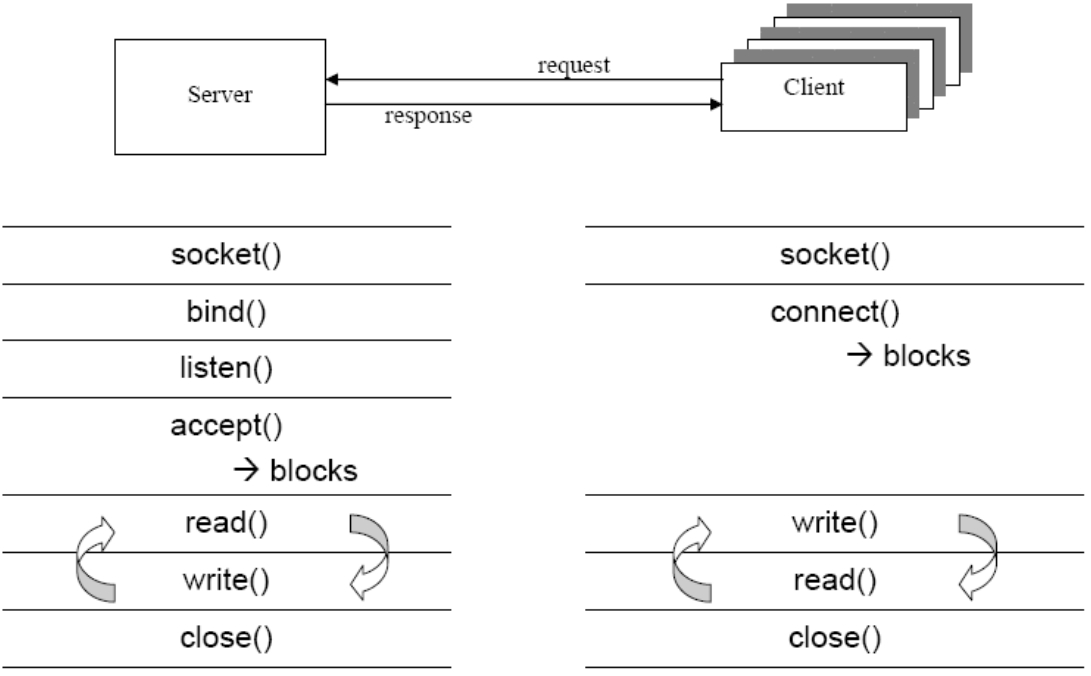 Server
request
response
Client
socket()
bind()
listen()
accept()
→ blocks
read()
write()
close()
socket()
connect()
→ blocks
write()
read()
close()